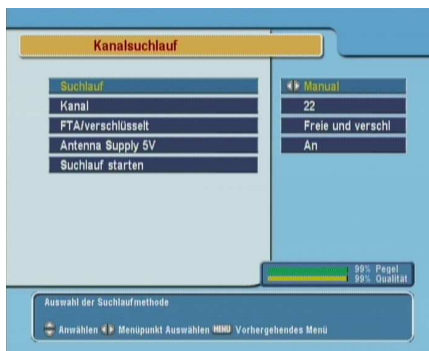 Kanalsuchlauf
Suchlauf Manual
Kanal 22
FTA/verschlüsselt Freie und verschl
Antenna Supply 5V An
Suchlauf starten
99% Pegel
99% Qualität
Auswahl der Suchlaufmethode
Anwählen Menüpunkt Auswählen MENU Vorhergehendes Menü